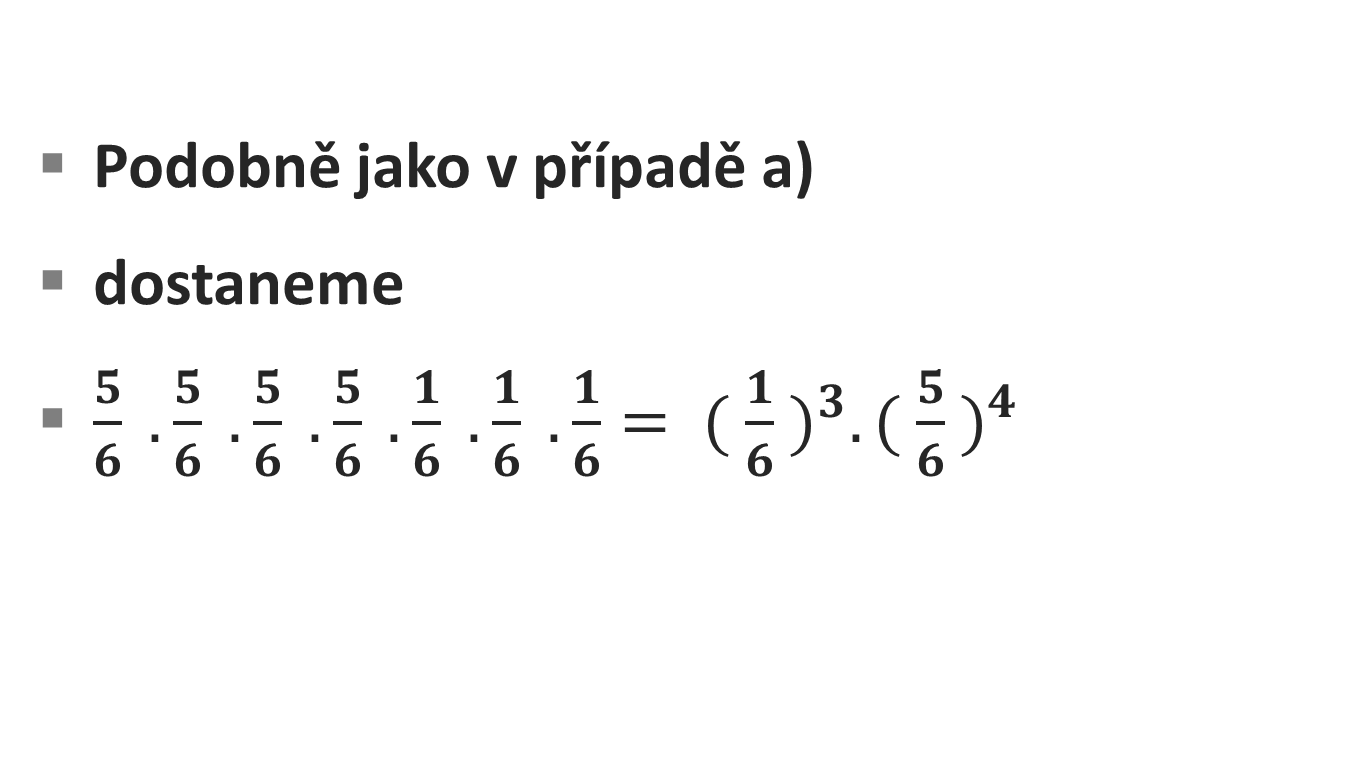 ▪ Podobně jako v případě a)
▪ dostaneme
▪ 5/6 . 5/6 . 5/6 . 5/6 . 1/6 . 1/6 . 1/6 = (1/6)³ . (5/6)⁴